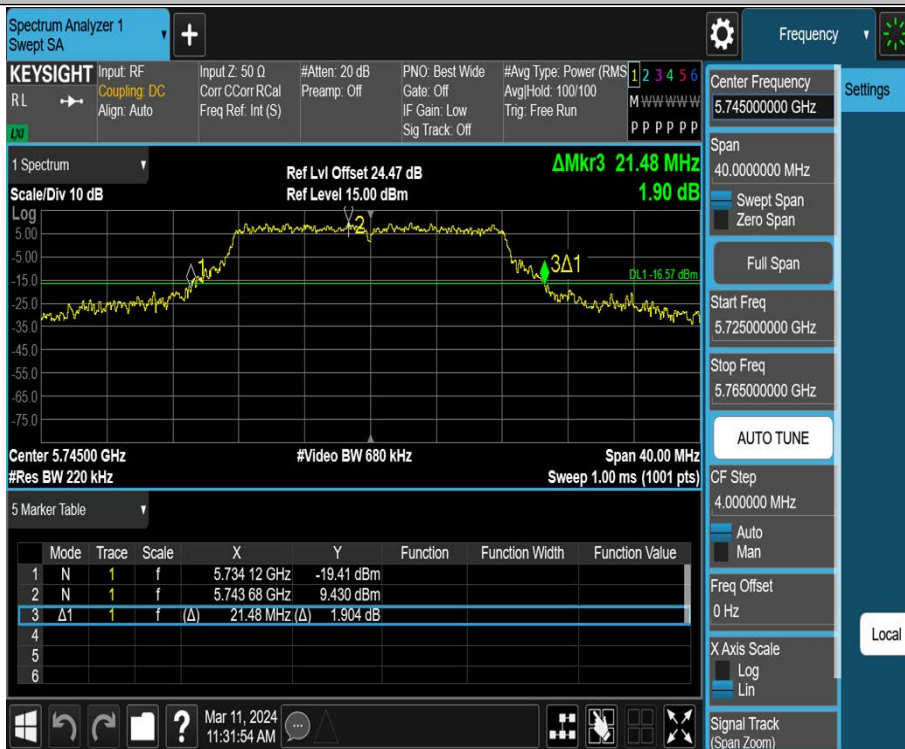 Spectrum Analyzer 1
Swept SA
+
Frequency
KEYSIGHT
RL
LXI
Input: RF
Coupling: DC
Align: Auto
Input Z: 50 Ω
Corr CCorr RCal
Freq Ref: Int (S)
#Atten: 20 dB
Preamp: Off
PNO: Best Wide
Gate: Off
IF Gain: Low
Sig Track: Off
#Avg Type: Power (RMS
Avg|Hold: 100/100
Trig: Free Run
1 2 3 4 5 6
M W W W W W
P P P P P P
Center Frequency
5.745000000 GHz
Settings
1 Spectrum
Scale/Div 10 dB
Ref Lvl Offset 24.47 dB
Ref Level 15.00 dBm
ΔMkr3 21.48 MHz
1.90 dB
Span
40.0000000 MHz
Swept Span
Zero Span
Full Span
Log
5.00
-5.00
-15.0
-25.0
-35.0
-45.0
-55.0
-65.0
-75.0
1
2
3Δ1
DL1 -16.57 dBm
Start Freq
5.725000000 GHz
Stop Freq
5.765000000 GHz
AUTO TUNE
Center 5.74500 GHz
#Video BW 680 kHz
Span 40.00 MHz
#Res BW 220 kHz
Sweep 1.00 ms (1001 pts)
CF Step
4.000000 MHz
Auto
Man
5 Marker Table
Mode Trace Scale X Y Function Function Width Function Value
1 N 1 f 5.734 12 GHz -19.41 dBm
2 N 1 f 5.743 68 GHz 9.430 dBm
3 Δ1 1 f (Δ) 21.48 MHz (Δ) 1.904 dB
4
5
6
Freq Offset
0 Hz
X Axis Scale
Log
Lin
Local
Signal Track
(Span Zoom)
?
Mar 11, 2024
11:31:54 AM